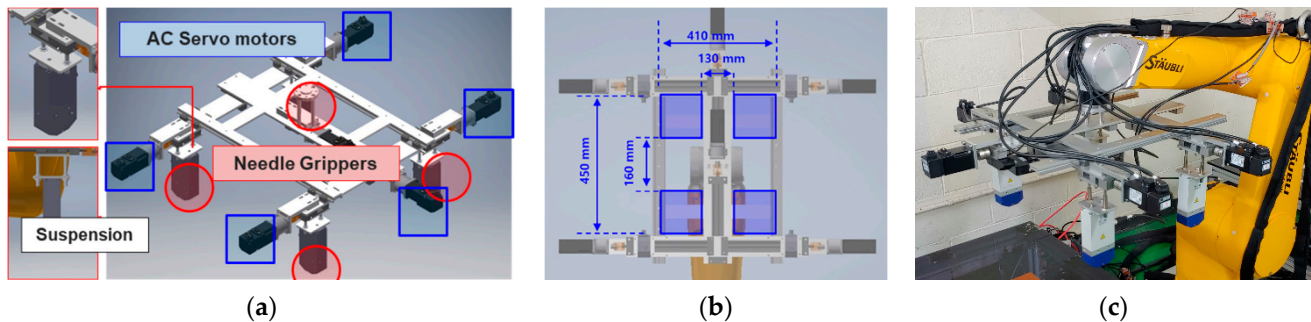 AC Servo motors
Needle Grippers
Suspension
410 mm
130 mm
450 mm
160 mm
STÄUBLI
STÄUBLI
(a)
(b)
(c)